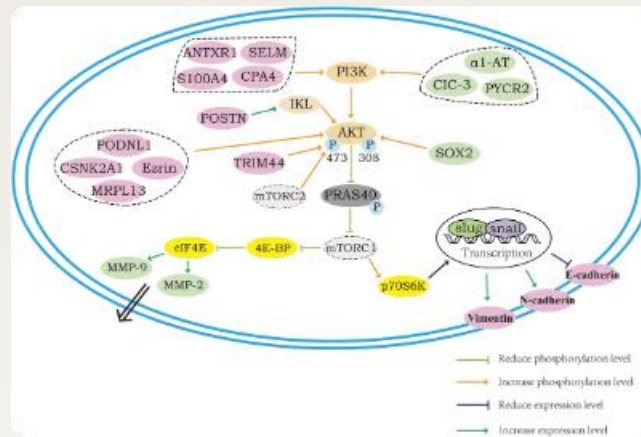 ANTXR1 SELM
S100A4 CPA4
PI3K
α1-AT
CIC-3 PYCR2
POSTN
IKL
AKT
P P
473 308
SOX2
PODNL1
CSNK2A1 Ezrin
MRPL13
TRIM44
mTORC2
PRAS40
P
eIF4E
4E-BP
mTORC1
MMP-9
MMP-2
p70S6K
slug snail
Transcription
E-cadherin
N-cadherin
Vimentin
Reduce phosphorylation level
Increase phosphorylation level
Reduce expression level
Increase expression level